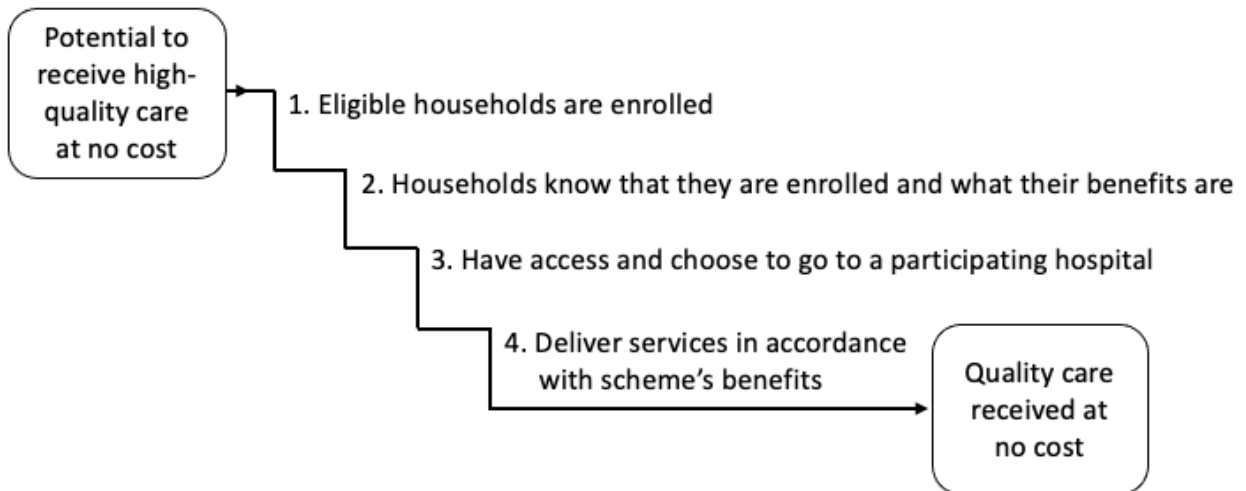 Potential to
receive high-
quality care
at no cost
1. Eligible households are enrolled
2. Households know that they are enrolled and what their benefits are
3. Have access and choose to go to a participating hospital
4. Deliver services in accordance
with scheme’s benefits
Quality care
received at
no cost